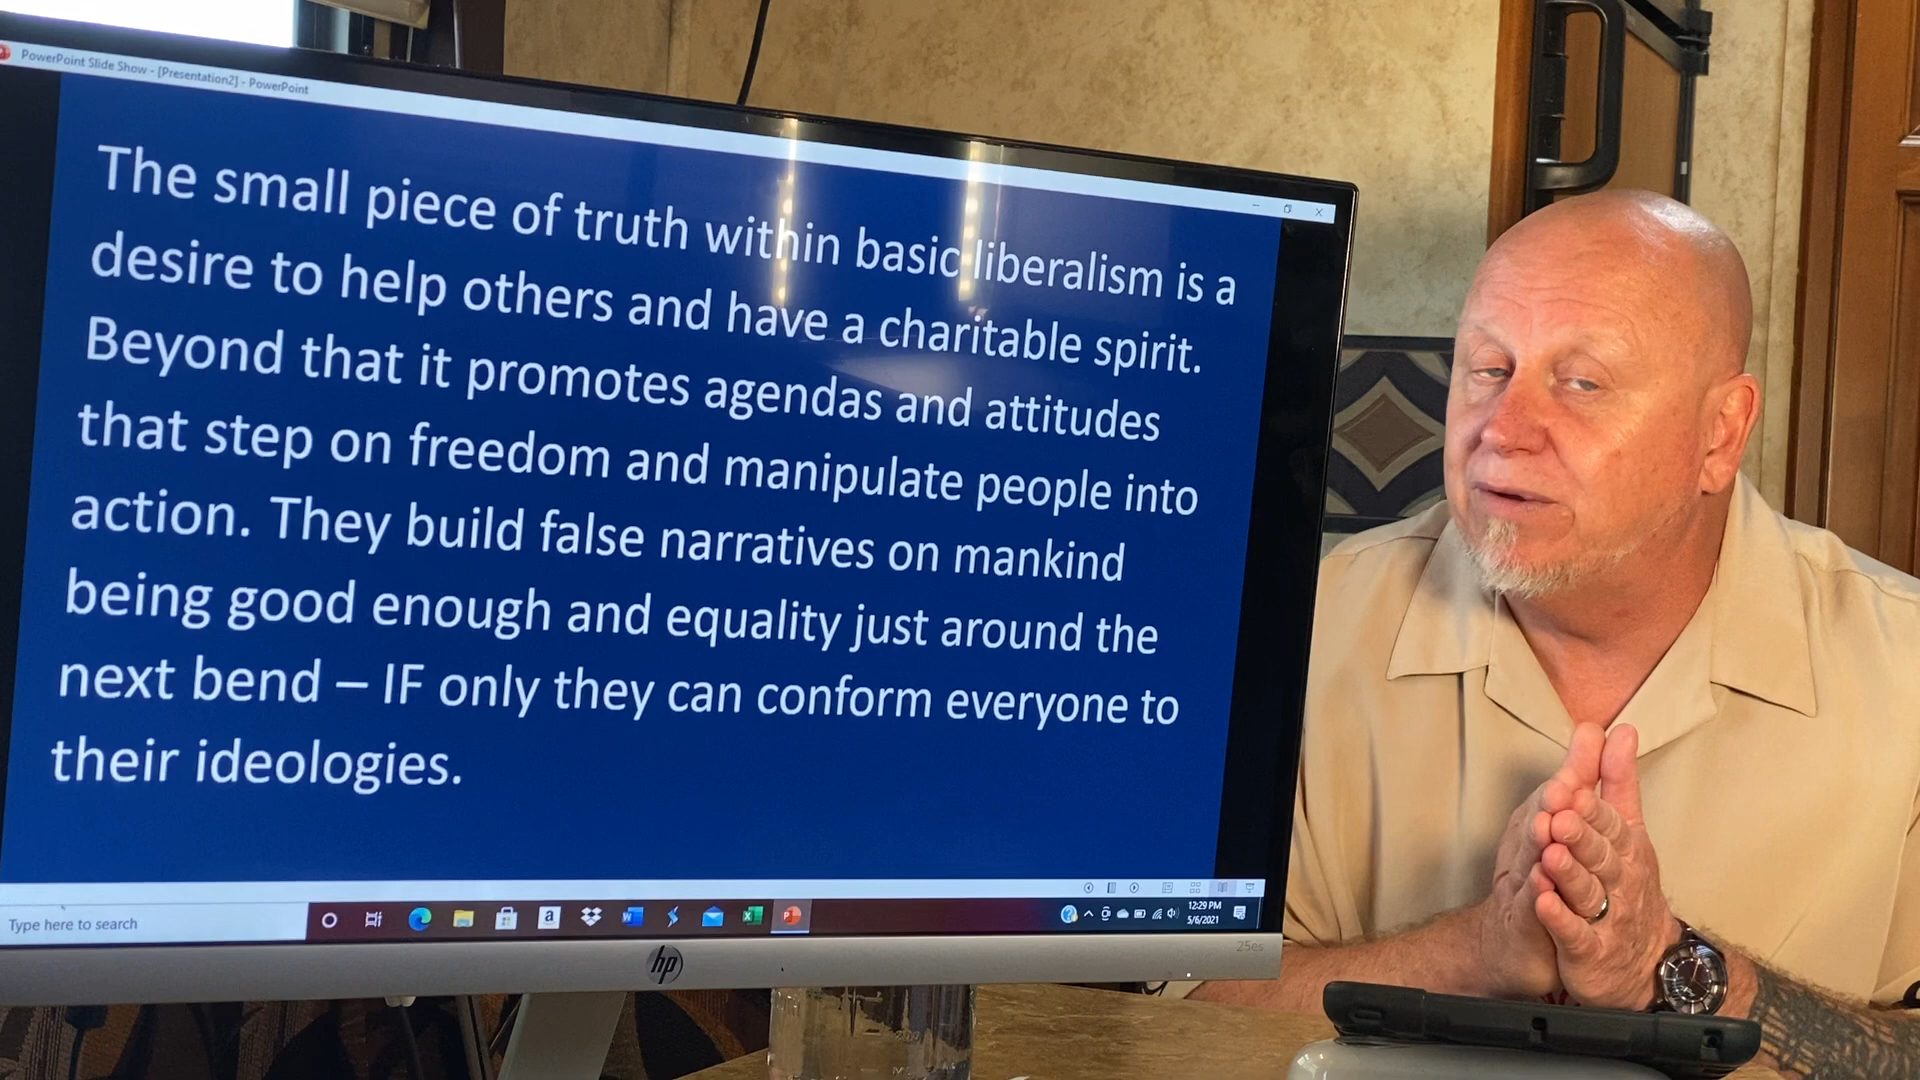 PowerPoint Slide Show - [Presentation2] - PowerPoint
The small piece of truth within basic liberalism is a
desire to help others and have a charitable spirit.
Beyond that it promotes agendas and attitudes
that step on freedom and manipulate people into
action. They build false narratives on mankind
being good enough and equality just around the
next bend – IF only they can conform everyone to
their ideologies.
Type here to search
12:29 PM
5/6/2021
hp
25es